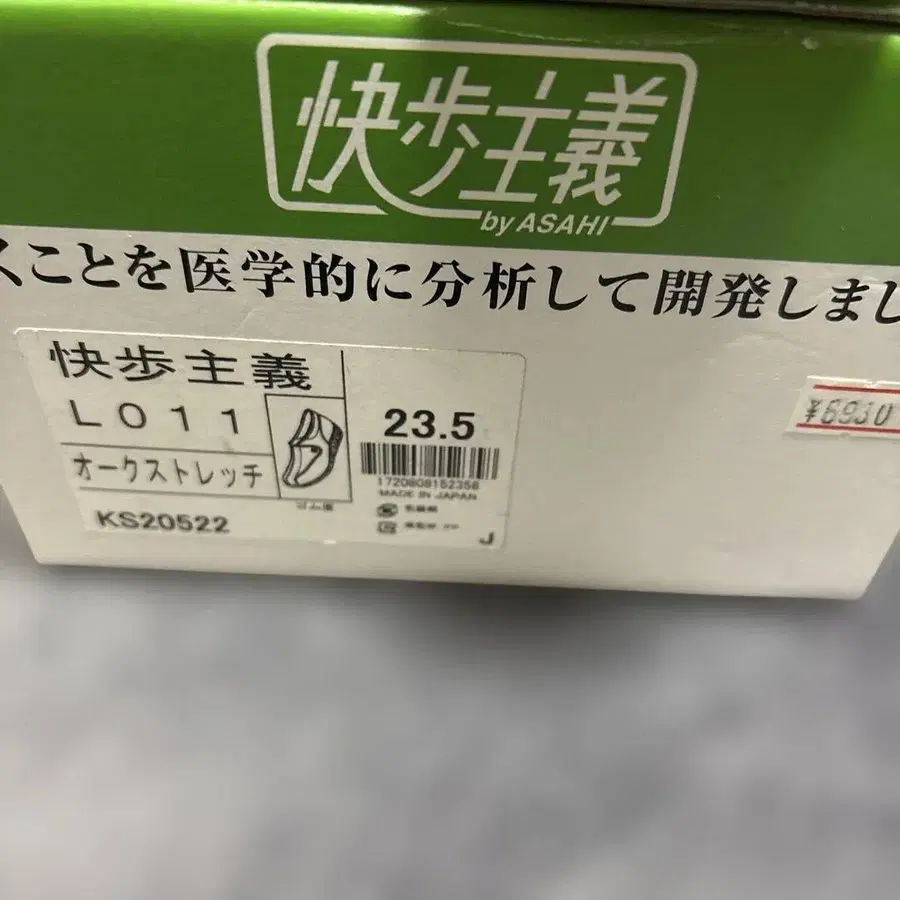 快歩主義
by ASAHI
くことを医学的に分析して開発しまし
快歩主義
L011
オークストレッチ
KS20522
23.5
1720808152358
MADE IN JAPAN
J
¥6930